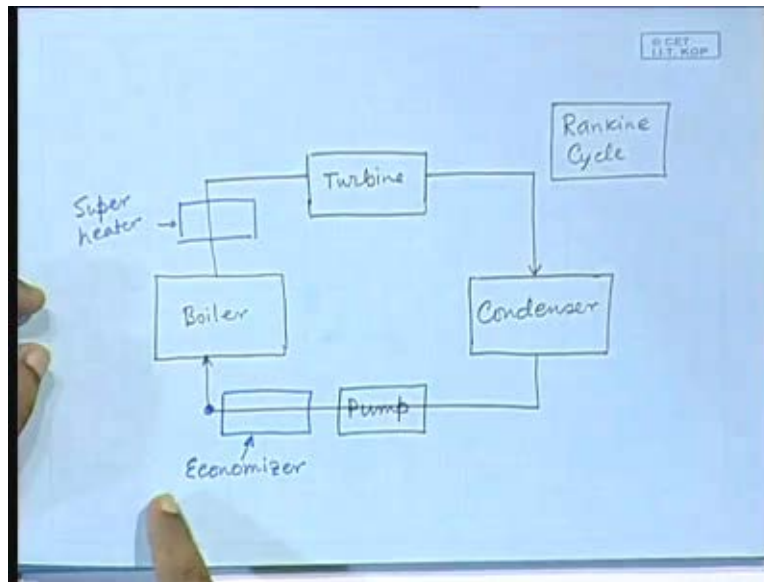 © CET
I.I.T. KGP
Rankine
Cycle
Turbine
Super
heater
Boiler
Condenser
Pump
Economizer